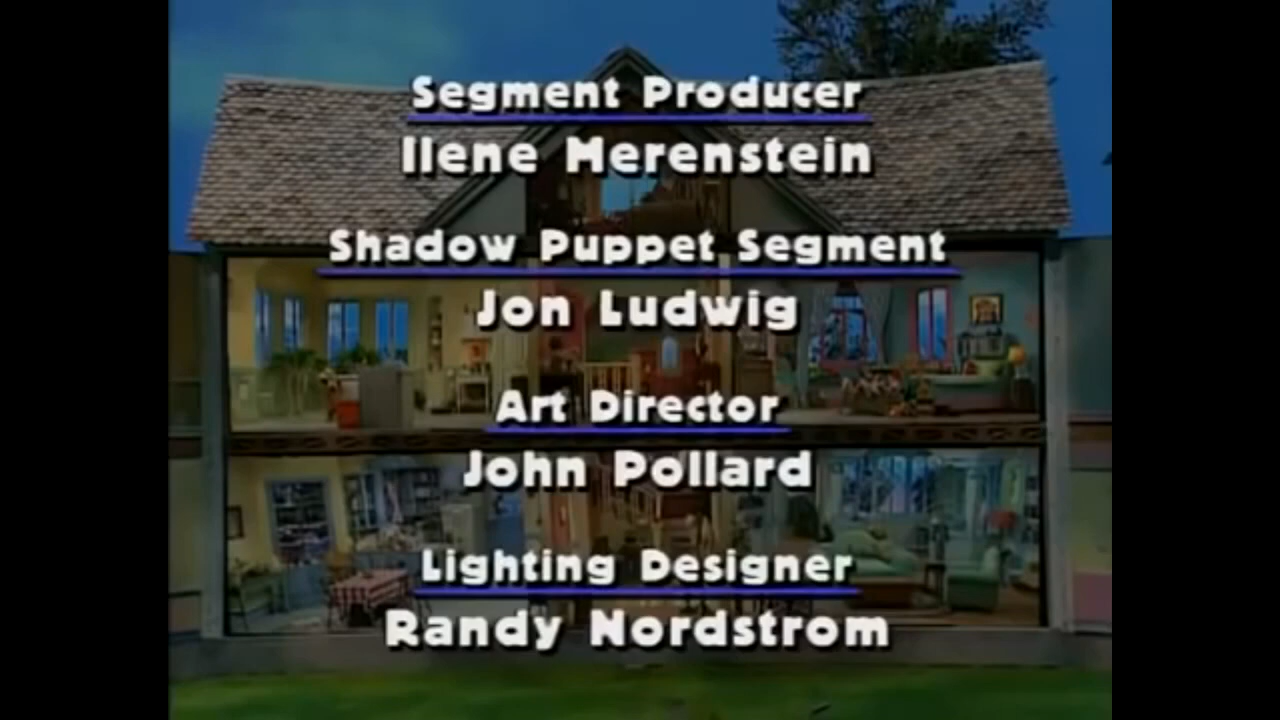 Segment Producer
Ilene Merenstein
Shadow Puppet Segment
Jon Ludwig
Art Director
John Pollard
Lighting Designer
Randy Nordstrom